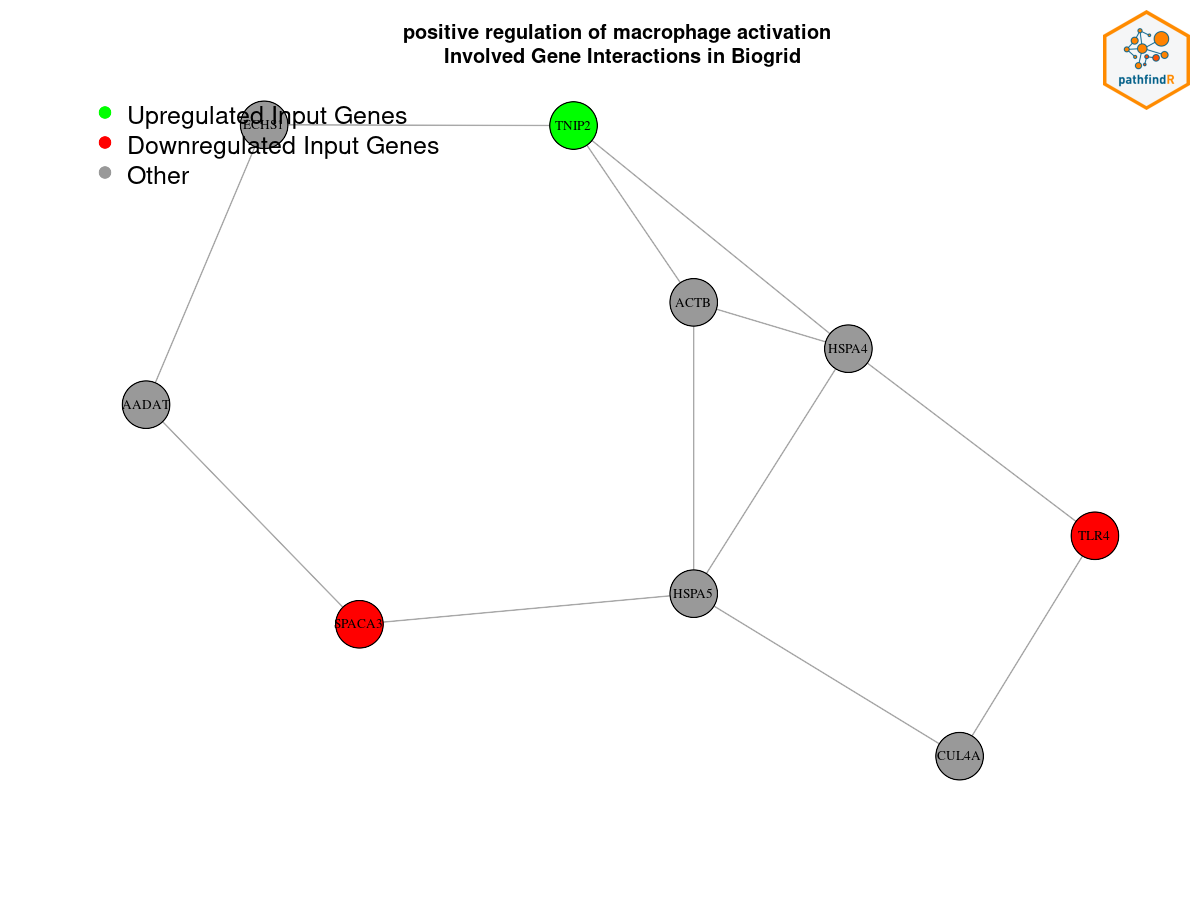 positive regulation of macrophage activation
Involved Gene Interactions in Biogrid
pathfindR
Upregulated Input Genes
Downregulated Input Genes
Other
ECHS1
TNIP2
ACTB
HSPA4
AADAT
TLR4
HSPA5
SPACA3
CUL4A